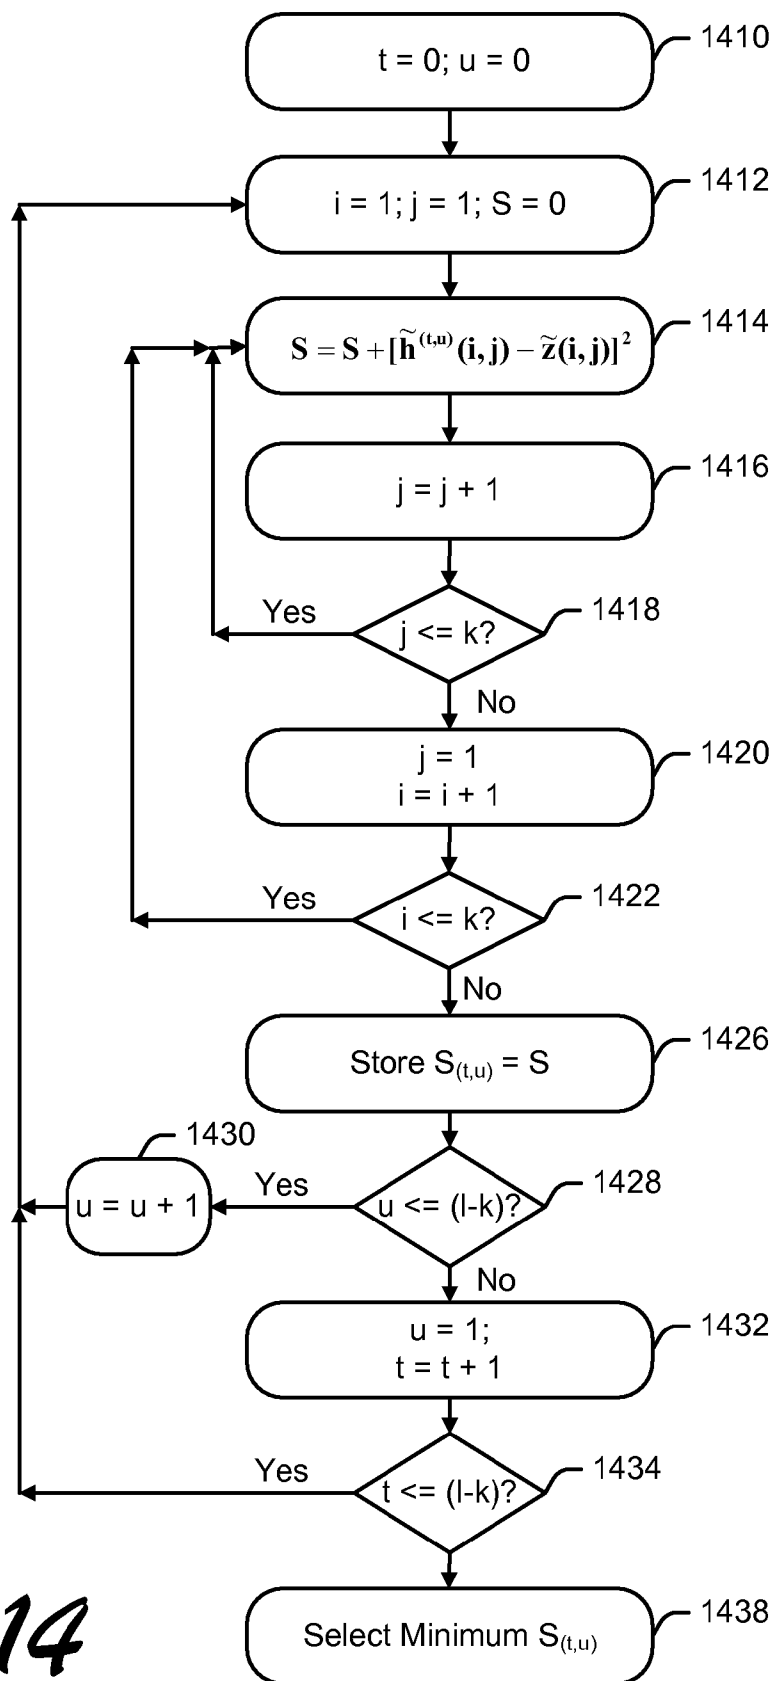 t = 0; u = 0
1410
i = 1; j = 1; S = 0
1412
S = S + [h̃^(t,u)(i,j) − z̃(i,j)]²
1414
j = j + 1
1416
j <= k?
1418
Yes
No
j = 1
i = i + 1
1420
i <= k?
1422
Yes
No
Store S(t,u) = S
1426
u <= (l-k)?
1428
Yes
u = u + 1
1430
No
u = 1;
t = t + 1
1432
t <= (l-k)?
1434
Yes
Select Minimum S(t,u)
1438
14